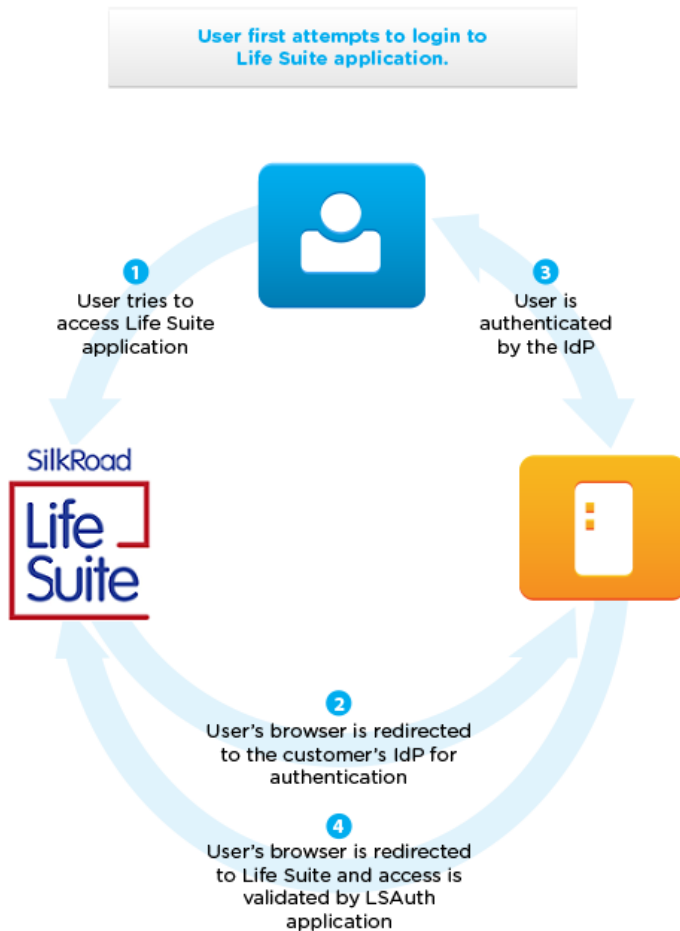 User first attempts to login to
Life Suite application.
1
User tries to
access Life Suite
application
3
User is
authenticated
by the IdP
SilkRoad
Life
Suite
2
User's browser is redirected
to the customer's IdP for
authentication
4
User's browser is redirected
to Life Suite and access is
validated by LSAuth
application